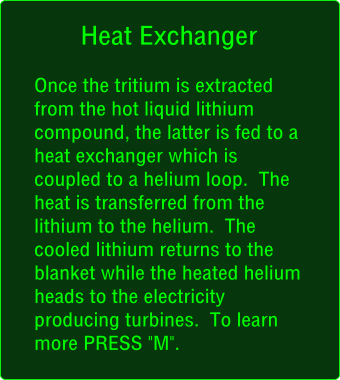 Heat Exchanger
Once the tritium is extracted
from the hot liquid lithium
compound, the latter is fed to a
heat exchanger which is
coupled to a helium loop.  The
heat is transferred from the
lithium to the helium.  The
cooled lithium returns to the
blanket while the heated helium
heads to the electricity
producing turbines.  To learn
more PRESS "M".